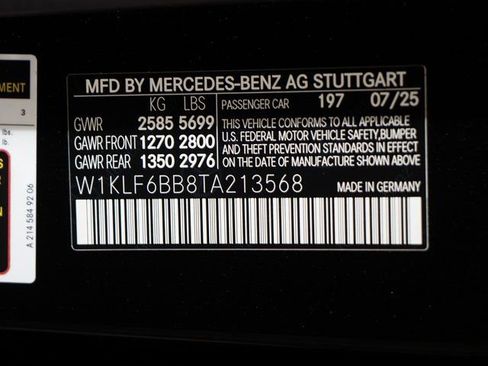 MENT
3
lbs.
lb.
ON
A 214 584 92 06
MFD BY MERCEDES-BENZ AG STUTTGART
KG LBS PASSENGER CAR 197 07/25
GVWR 2585 5699
GAWR FRONT 1270 2800
GAWR REAR 1350 2976
THIS VEHICLE CONFORMS TO ALL APPLICABLE
U.S. FEDERAL MOTOR VEHICLE SAFETY,BUMPER
AND THEFT PREVENTION STANDARDS IN EFFECT
ON THE DATE OF MANUFACTURE SHOWN ABOVE
W1KLF6BB8TA213568 MADE IN GERMANY